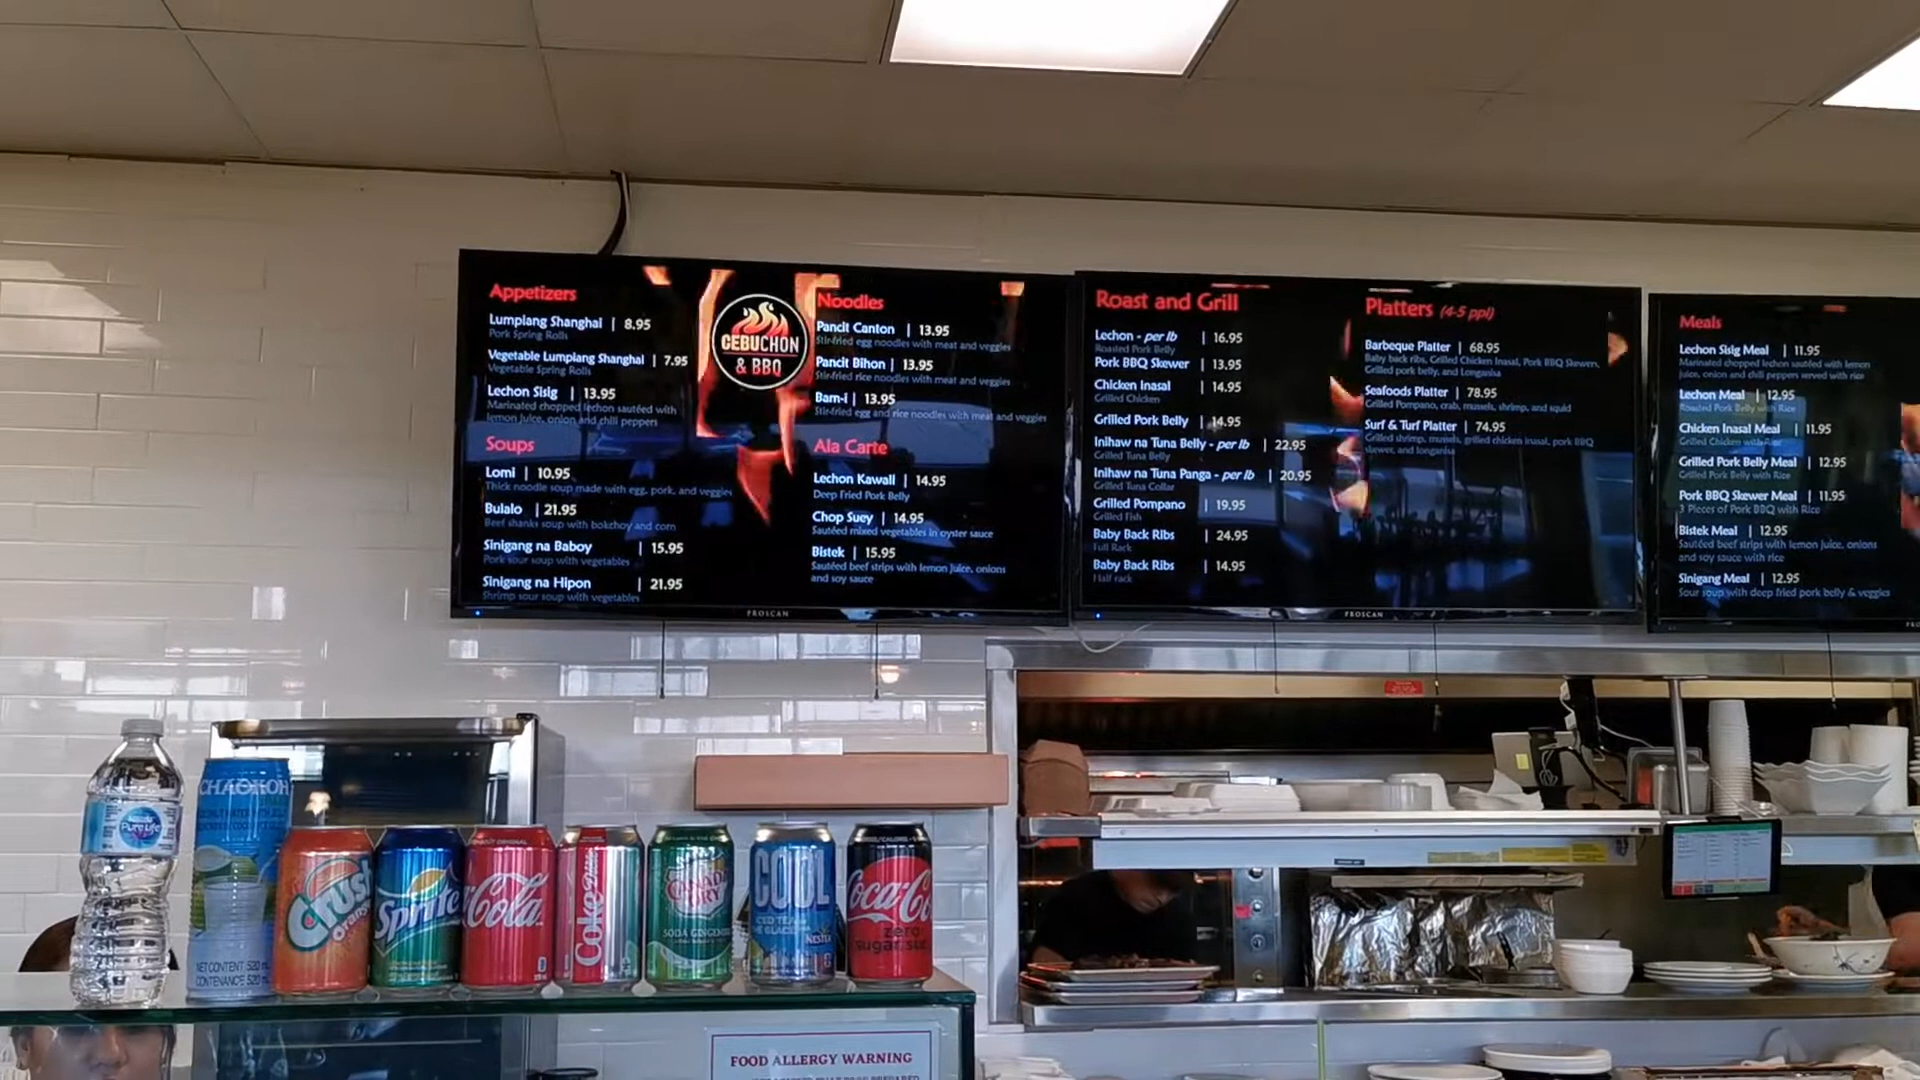 Appetizers
Lumpiang Shanghai | 8.95
Pork Spring Rolls
Vegetable Lumpiang Shanghai | 7.95
Vegetable Spring Rolls
Lechon Sisig | 13.95
Marinated chopped lechon sautéed with
lemon juice, onion and chili peppers
Soups
Lomi | 10.95
Thick noodle soup made with egg, pork, and veggies
Bulalo | 21.95
Beef shanks soup with bokchoy and corn
Sinigang na Baboy | 15.95
Pork sour soup with vegetables
Sinigang na Hipon | 21.95
Shrimp sour soup with vegetables
CEBUCHON
& BBQ
Noodles
Pancit Canton | 13.95
Stir-fried egg noodles with meat and veggies
Pancit Bihon | 13.95
Stir-fried rice noodles with meat and veggies
Bam-i | 13.95
Stir-fried egg and rice noodles with meat and veggies
Ala Carte
Lechon Kawali | 14.95
Deep Fried Pork Belly
Chop Suey | 14.95
Sautéed mixed vegetables in oyster sauce
Bistek | 15.95
Sautéed beef strips with lemon juice, onions
and soy sauce
PROSCAN
Roast and Grill
Lechon - per lb | 16.95
Roasted Pork Belly
Pork BBQ Skewer | 13.95
Chicken Inasal | 14.95
Grilled Chicken
Grilled Pork Belly | 14.95
Inihaw na Tuna Belly - per lb | 22.95
Grilled Tuna Belly
Inihaw na Tuna Panga - per lb | 20.95
Grilled Tuna Collar
Grilled Pompano | 19.95
Grilled Fish
Baby Back Ribs | 24.95
Full Rack
Baby Back Ribs | 14.95
Half rack
Platters (4-5 ppl)
Barbeque Platter | 68.95
Baby back ribs, Grilled Chicken Inasal, Pork BBQ Skewers,
Grilled pork belly, and Longanisa
Seafoods Platter | 78.95
Grilled Pompano, crab, mussels, shrimp, and squid
Surf & Turf Platter | 74.95
Grilled shrimp, mussels, grilled chicken inasal, pork BBQ
skewer, and longanisa
PROSCAN
Meals
Lechon Sisig Meal | 11.95
Marinated chopped lechon sautéed with lemon
juice, onion and chili peppers served with rice
Lechon Meal | 12.95
Roasted Pork Belly with Rice
Chicken Inasal Meal | 11.95
Grilled Chicken with Rice
Grilled Pork Belly Meal | 12.95
Grilled Pork Belly with Rice
Pork BBQ Skewer Meal | 11.95
3 Pieces of Pork BBQ with Rice
Bistek Meal | 12.95
Sautéed beef strips with lemon juice, onions
and soy sauce with rice
Sinigang Meal | 12.95
Sour soup with deep fried pork belly & veggies
Pure Life
CHAOKOH
NET CONTENT 520
CONTENANCE 520
Crush
Orange
Sprite
Coca-Cola
Coke Diète
CANADA
DRY
COOL
ICED TEA
NESTEA
Coca-Co
zero
sugar
FOOD ALLERGY WARNING